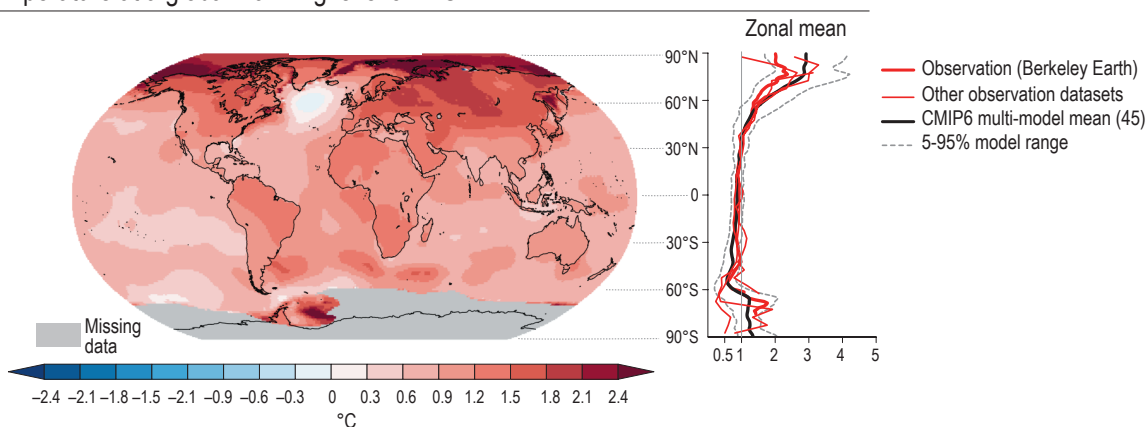 Zonal mean
90°N
60°N
30°N
0
30°S
60°S
90°S
0.5 1 2 3 4 5
Observation (Berkeley Earth)
Other observation datasets
CMIP6 multi-model mean (45)
5-95% model range
Missing
data
–2.4 –2.1 –1.8 –1.5 –2.1 –0.9 –0.6 –0.3 0 0.3 0.6 0.9 1.2 1.5 1.8 2.1 2.4
°C